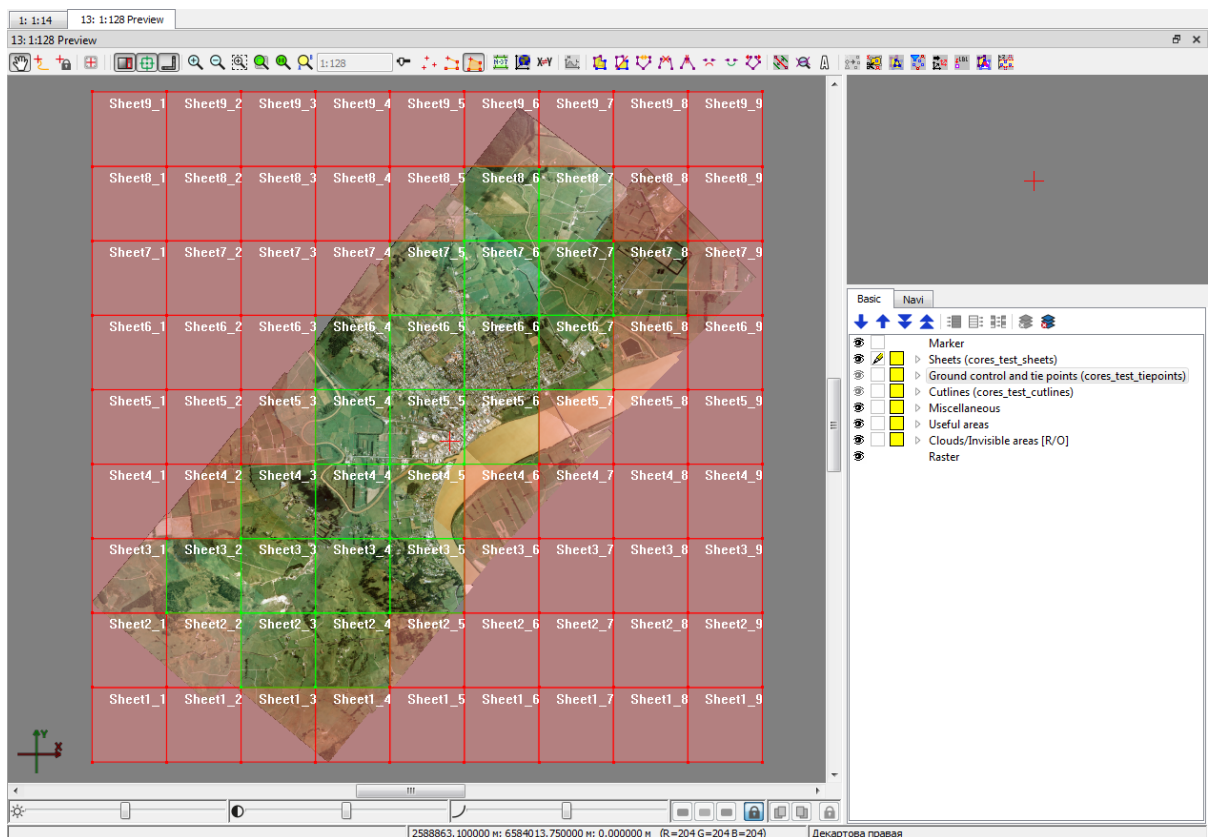 1: 1:14
13: 1:128 Preview
13: 1:128 Preview
1:128
Sheet9_1 Sheet9_2 Sheet9_3 Sheet9_4 Sheet9_5 Sheet9_6 Sheet9_7 Sheet9_8 Sheet9_9
Sheet8_1 Sheet8_2 Sheet8_3 Sheet8_4 Sheet8_5 Sheet8_6 Sheet8_7 Sheet8_8 Sheet8_9
Sheet7_1 Sheet7_2 Sheet7_3 Sheet7_4 Sheet7_5 Sheet7_6 Sheet7_7 Sheet7_8 Sheet7_9
Sheet6_1 Sheet6_2 Sheet6_3 Sheet6_4 Sheet6_5 Sheet6_6 Sheet6_7 Sheet6_8 Sheet6_9
Sheet5_1 Sheet5_2 Sheet5_3 Sheet5_4 Sheet5_5 Sheet5_6 Sheet5_7 Sheet5_8 Sheet5_9
Sheet4_1 Sheet4_2 Sheet4_3 Sheet4_4 Sheet4_5 Sheet4_6 Sheet4_7 Sheet4_8 Sheet4_9
Sheet3_1 Sheet3_2 Sheet3_3 Sheet3_4 Sheet3_5 Sheet3_6 Sheet3_7 Sheet3_8 Sheet3_9
Sheet2_1 Sheet2_2 Sheet2_3 Sheet2_4 Sheet2_5 Sheet2_6 Sheet2_7 Sheet2_8 Sheet2_9
Sheet1_1 Sheet1_2 Sheet1_3 Sheet1_4 Sheet1_5 Sheet1_6 Sheet1_7 Sheet1_8 Sheet1_9
Y
X
Basic Navi
Marker
Sheets (cores_test_sheets)
Ground control and tie points (cores_test_tiepoints)
Cutlines (cores_test_cutlines)
Miscellaneous
Useful areas
Clouds/Invisible areas [R/O]
Raster
2588863.100000 м: 6584013.750000 м: 0.000000 м (R=204 G=204 B=204)
Декартова правая